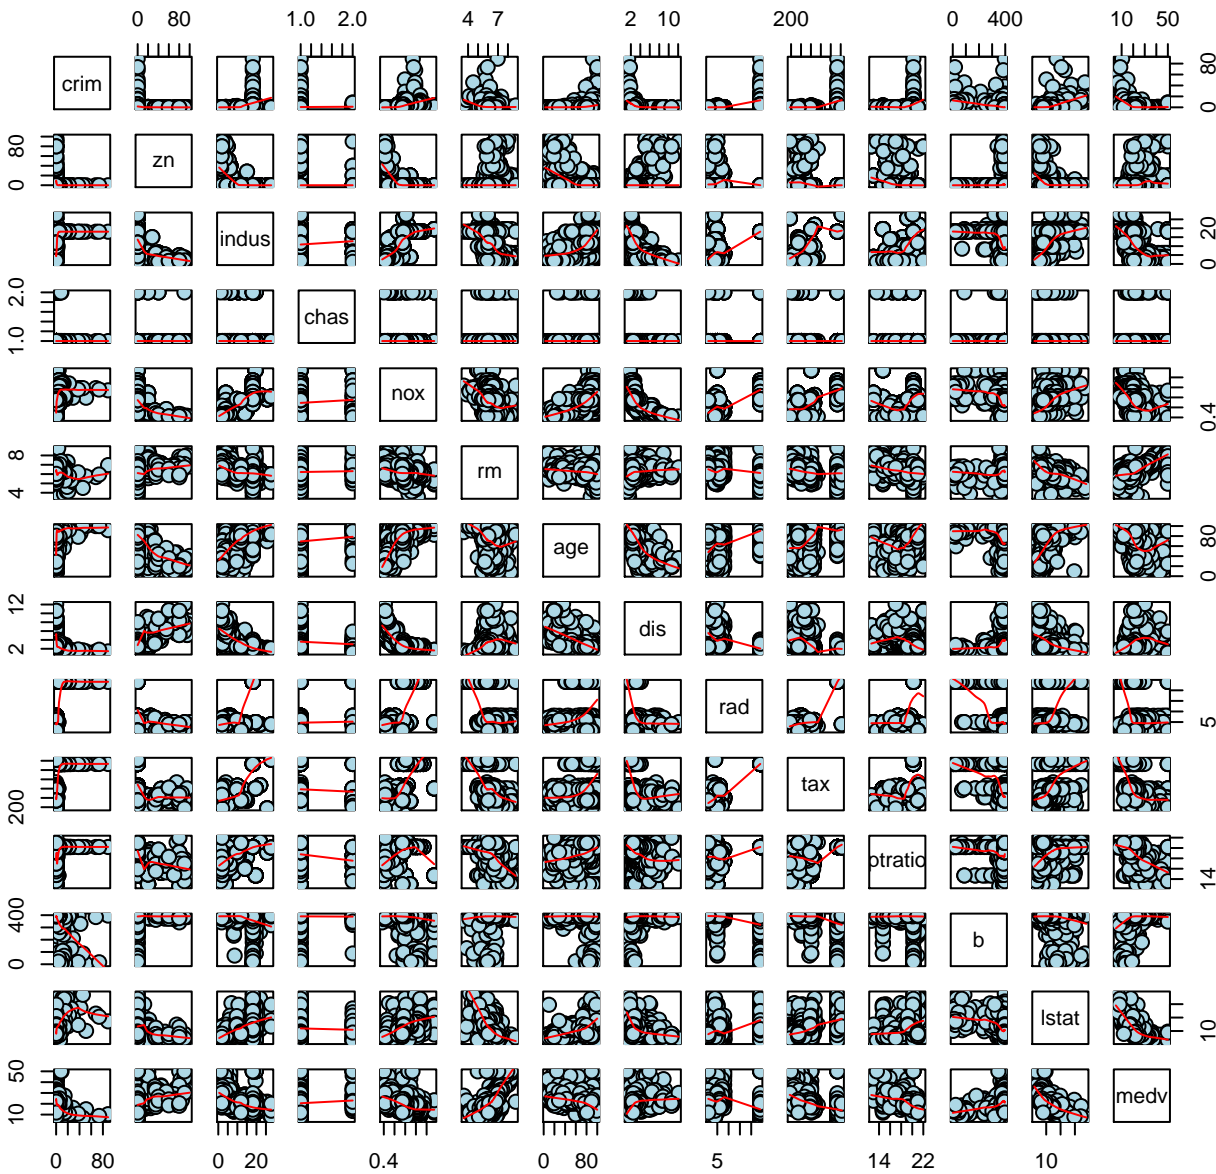 0 80 1.0 2.0 4 7 2 10 200 0 400 10 50
crim 0 80
0 80 zn
indus 0 20
1.0 2.0 chas
nox 0.4
4 8 rm
age 0 80
2 12 dis
rad 5
200 tax
ptratio 14
0 400 b
lstat 10
10 50 medv
0 80 0 20 0.4 0 80 5 14 22 10